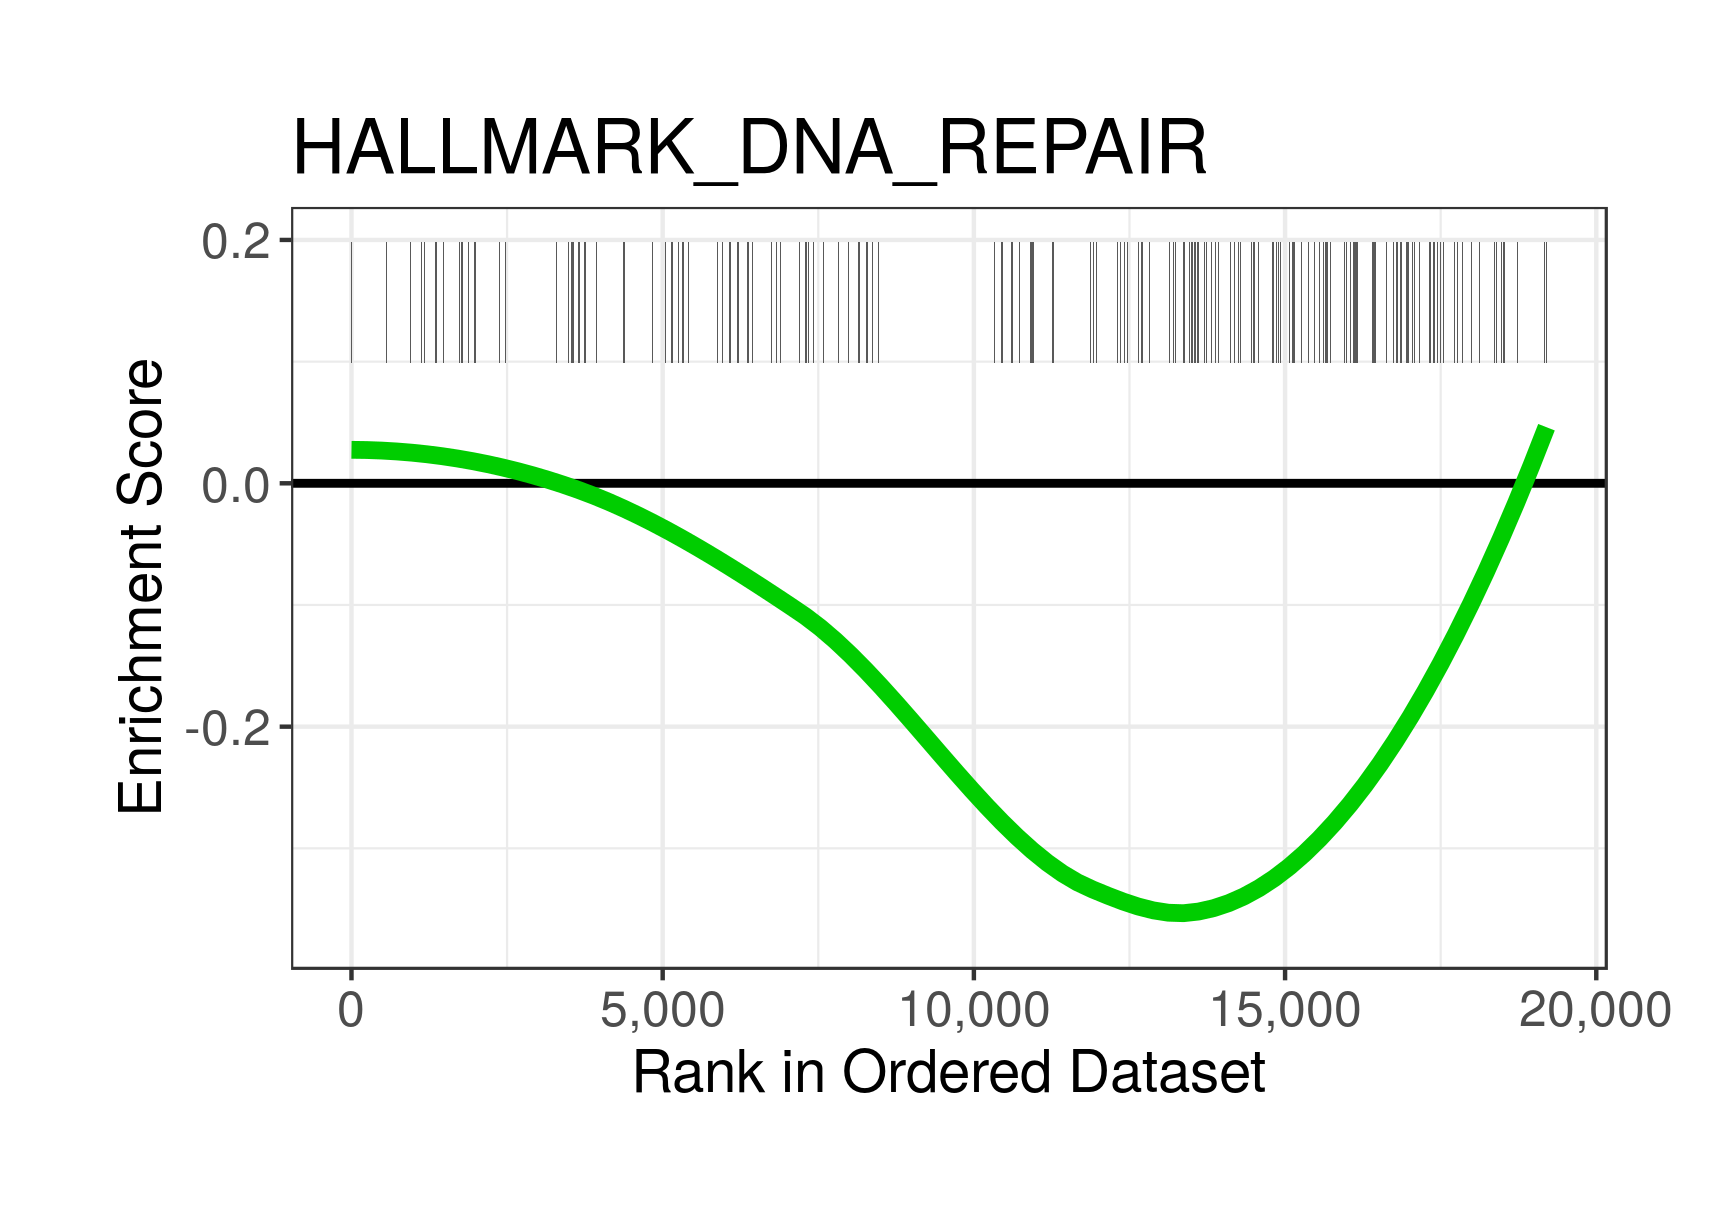 HALLMARK_DNA_REPAIR
0.2
0.0
-0.2
Enrichment Score
0 5,000 10,000 15,000 20,000
Rank in Ordered Dataset